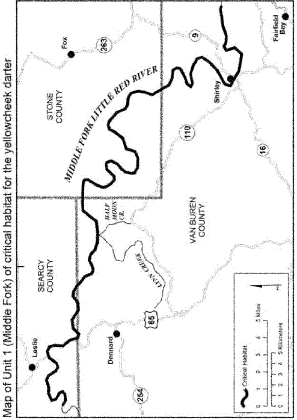 Map of Unit 1 (Middle Fork) of critical habitat for the yellowcheek darter
Leslie
SEARCY
COUNTY
STONE
COUNTY
Fox
263
MIDDLE FORK LITTLE RED RIVER
9
Fairfield
Bay
Shirley
110
16
HALF
MOON
CR.
LYNN CREEK
VAN BUREN
COUNTY
65
Dennard
254
Critical Habitat
0 1 2 3 4 5 Miles
0 1 2 3 4 5 Kilometers